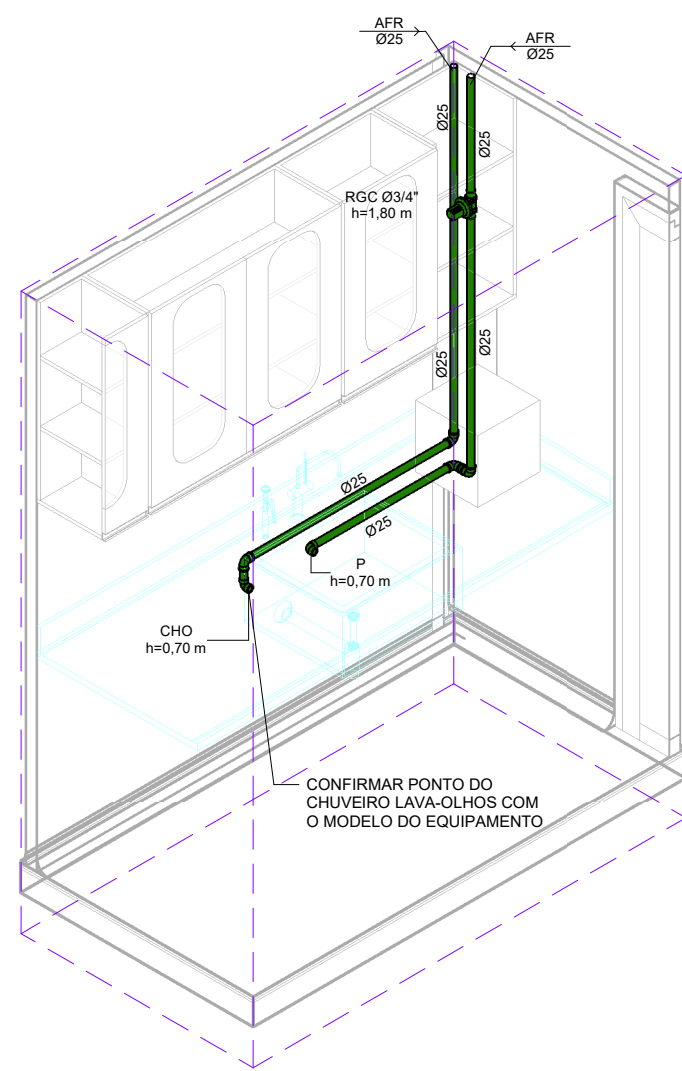 AFR
Ø25
AFR
Ø25
Ø25
Ø25
RGC Ø3/4"
h=1,80 m
Ø25
Ø25
Ø25
Ø25
P
h=0,70 m
CHO
h=0,70 m
CONFIRMAR PONTO DO
CHUVEIRO LAVA-OLHOS COM
O MODELO DO EQUIPAMENTO